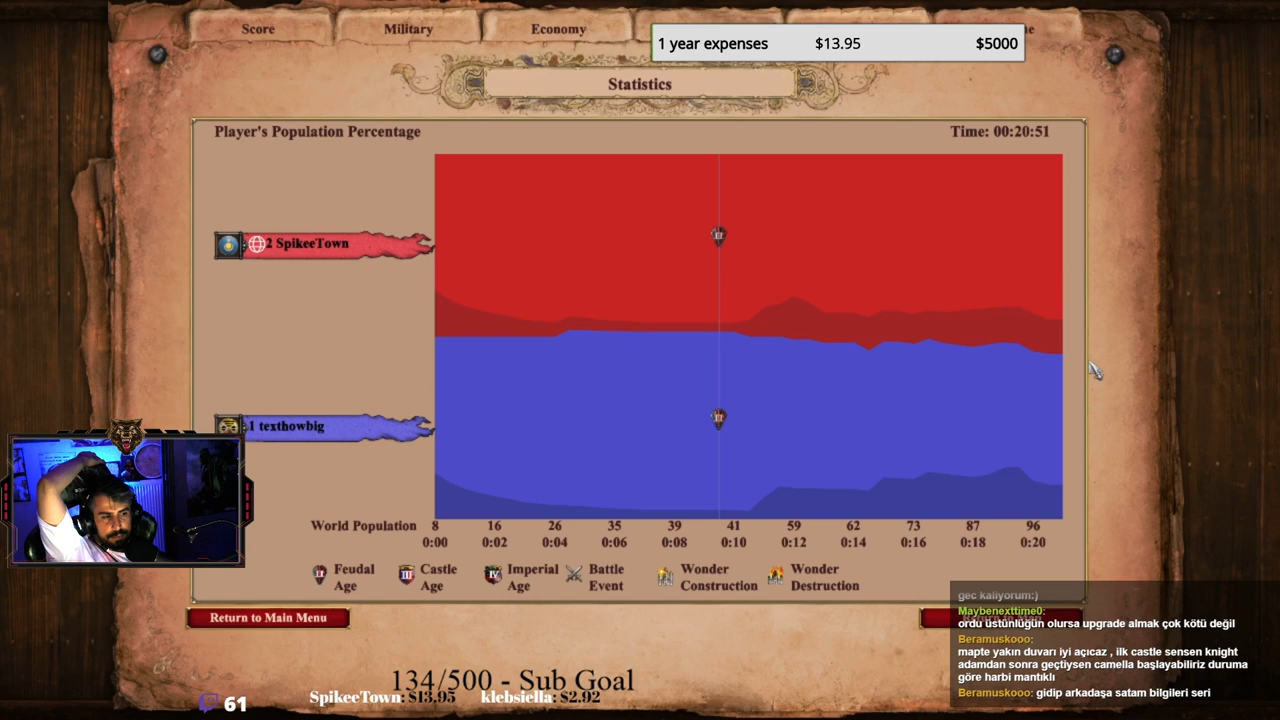 Score Military Economy
1 year expenses $13.95 $5000
Statistics
Player's Population Percentage Time: 00:20:51
2 SpikeeTown
1 texthowbig
World Population 8 16 26 35 39 41 59 62 73 87 96
0:00 0:02 0:04 0:06 0:08 0:10 0:12 0:14 0:16 0:18 0:20
Feudal Age
Castle Age
Imperial Age
Battle Event
Wonder Construction
Wonder Destruction
Return to Main Menu
gec kaliyorum:)
Maybenexttime0:
ordu üstünlüğün olursa upgrade almak çok kötü değil
Beramuskooo:
mapte yakın duvarı iyi açıcaz , ilk castle sensen knight
adamdan sonra geçtiysen camella başlayabiliriz duruma
göre harbi mantıklı
Beramuskooo: gidip arkadaşa satam bilgileri seri
134/500 - Sub Goal
61 SpikeeTown: $13.95 klebsiella: $2.92